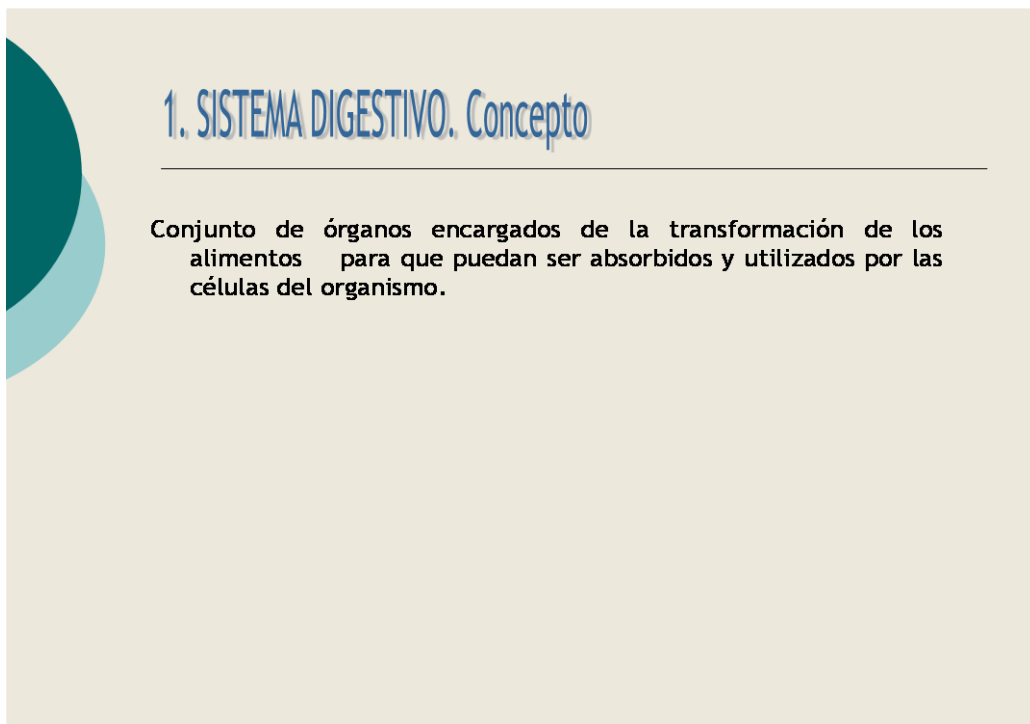 1. SISTEMA DIGESTIVO. Concepto
Conjunto de órganos encargados de la transformación de los
alimentos para que puedan ser absorbidos y utilizados por las
células del organismo.